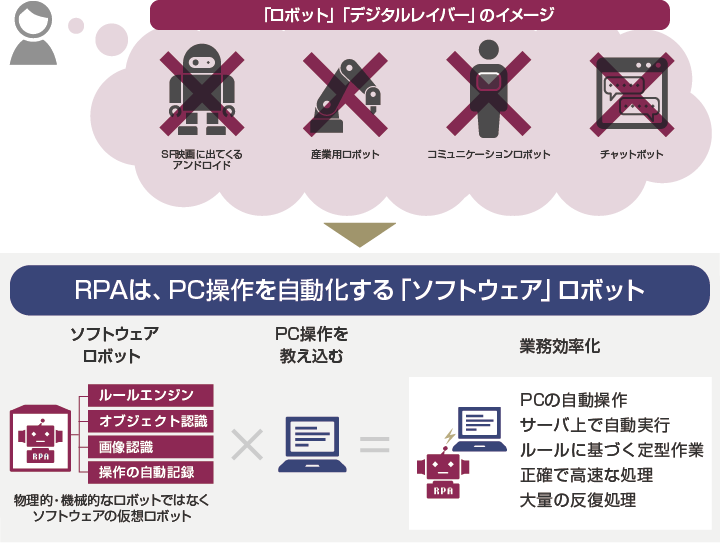 「ロボット」「デジタルレイバー」のイメージ
SF映画に出てくる
アンドロイド
産業用ロボット
コミュニケーションロボット
チャットボット
RPAは、PC操作を自動化する「ソフトウェア」ロボット
ソフトウェア
ロボット
RPA
ルールエンジン
オブジェクト認識
画像認識
操作の自動記録
物理的・機械的なロボットではなく
ソフトウェアの仮想ロボット
×
PC操作を
教え込む
=
業務効率化
RPA
PCの自動操作
サーバ上で自動実行
ルールに基づく定型作業
正確で高速な処理
大量の反復処理